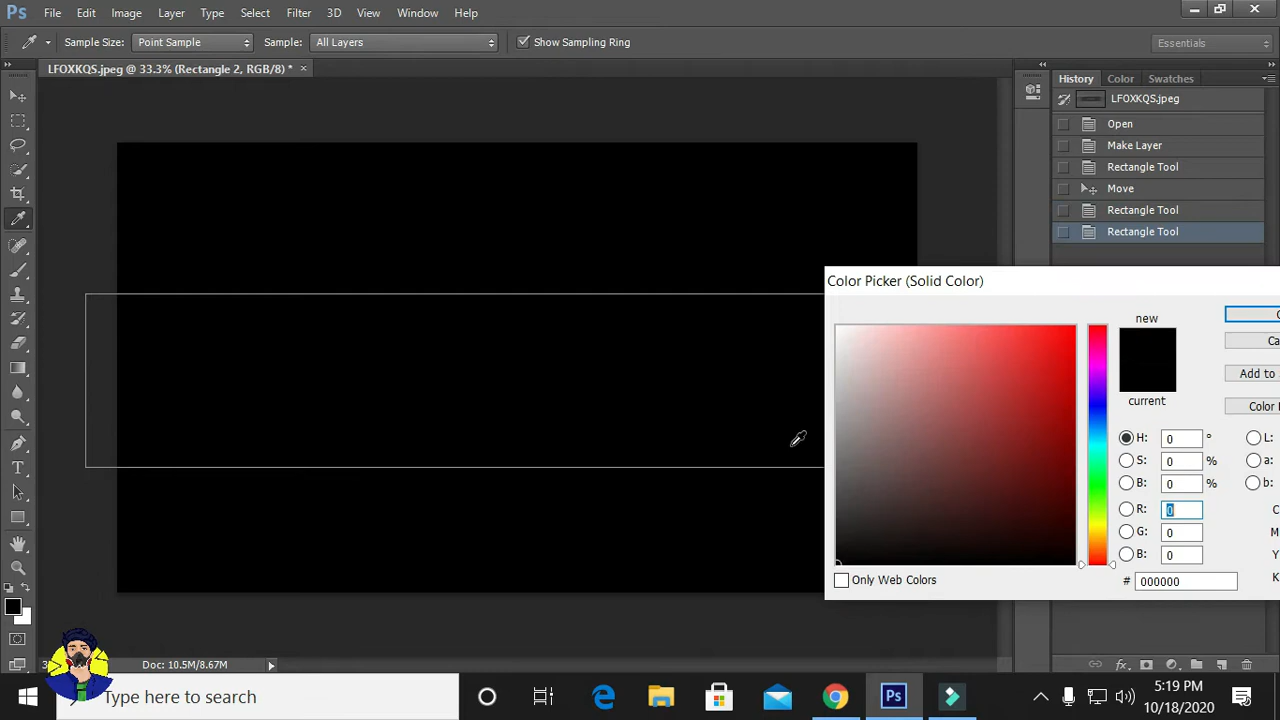 Ps File Edit Image Layer Type Select Filter 3D View Window Help
Sample Size: Point Sample Sample: All Layers Show Sampling Ring Essentials
LFOXKQS.jpeg @ 33.3% (Rectangle 2, RGB/8) * ×
History Color Swatches
LFOXKQS.jpeg
Open
Make Layer
Rectangle Tool
Move
Rectangle Tool
Rectangle Tool
Color Picker (Solid Color)
new
current
Ca
Add to
Color
H: 0 ° L:
S: 0 % a:
B: 0 % b:
R: 0 C
G: 0 M
B: 0 Y
Only Web Colors # 000000 K
Doc: 10.5M/8.67M
Type here to search
Ps
5:19 PM
10/18/2020